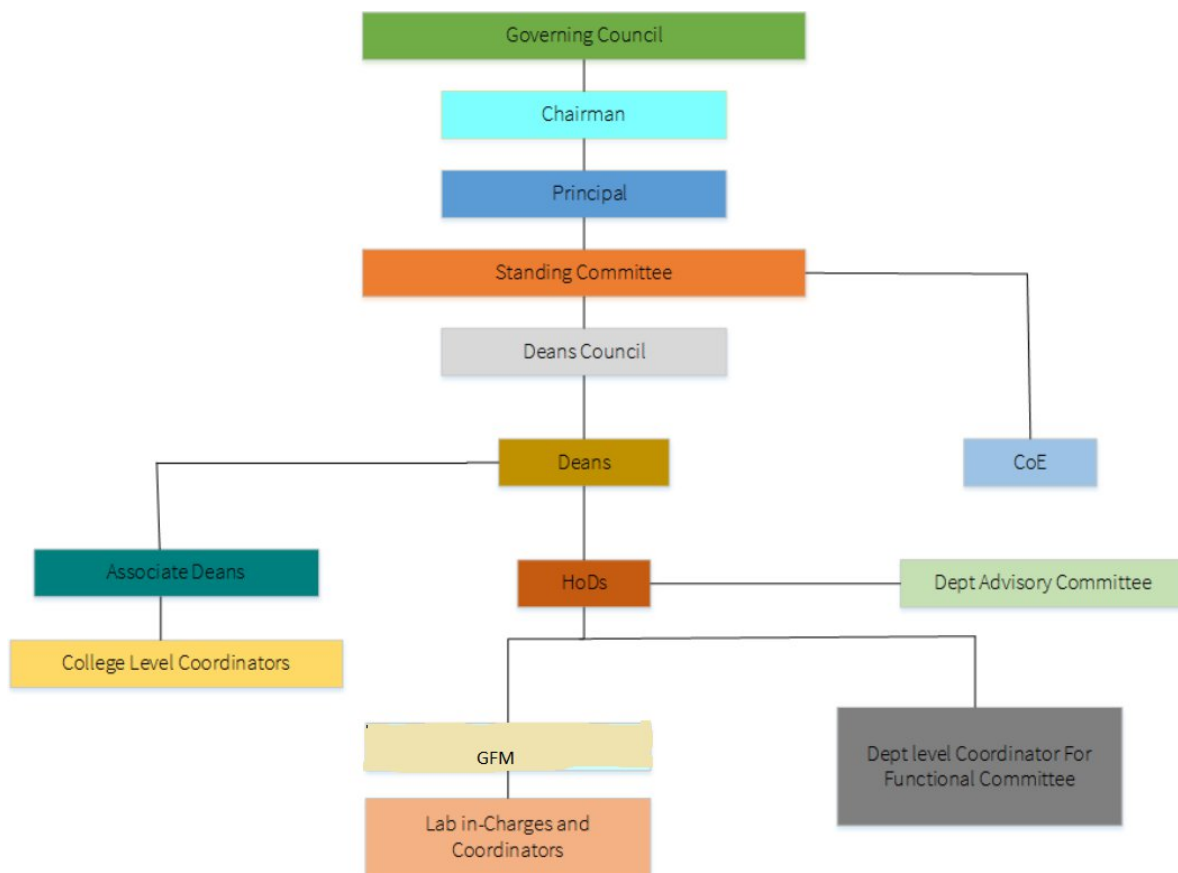 Governing Council
Chairman
Principal
Standing Committee
Deans Council
Deans
CoE
Associate Deans
HoDs
Dept Advisory Committee
College Level Coordinators
GFM
Dept level Coordinator For
Functional Committee
Lab in-Charges and
Coordinators